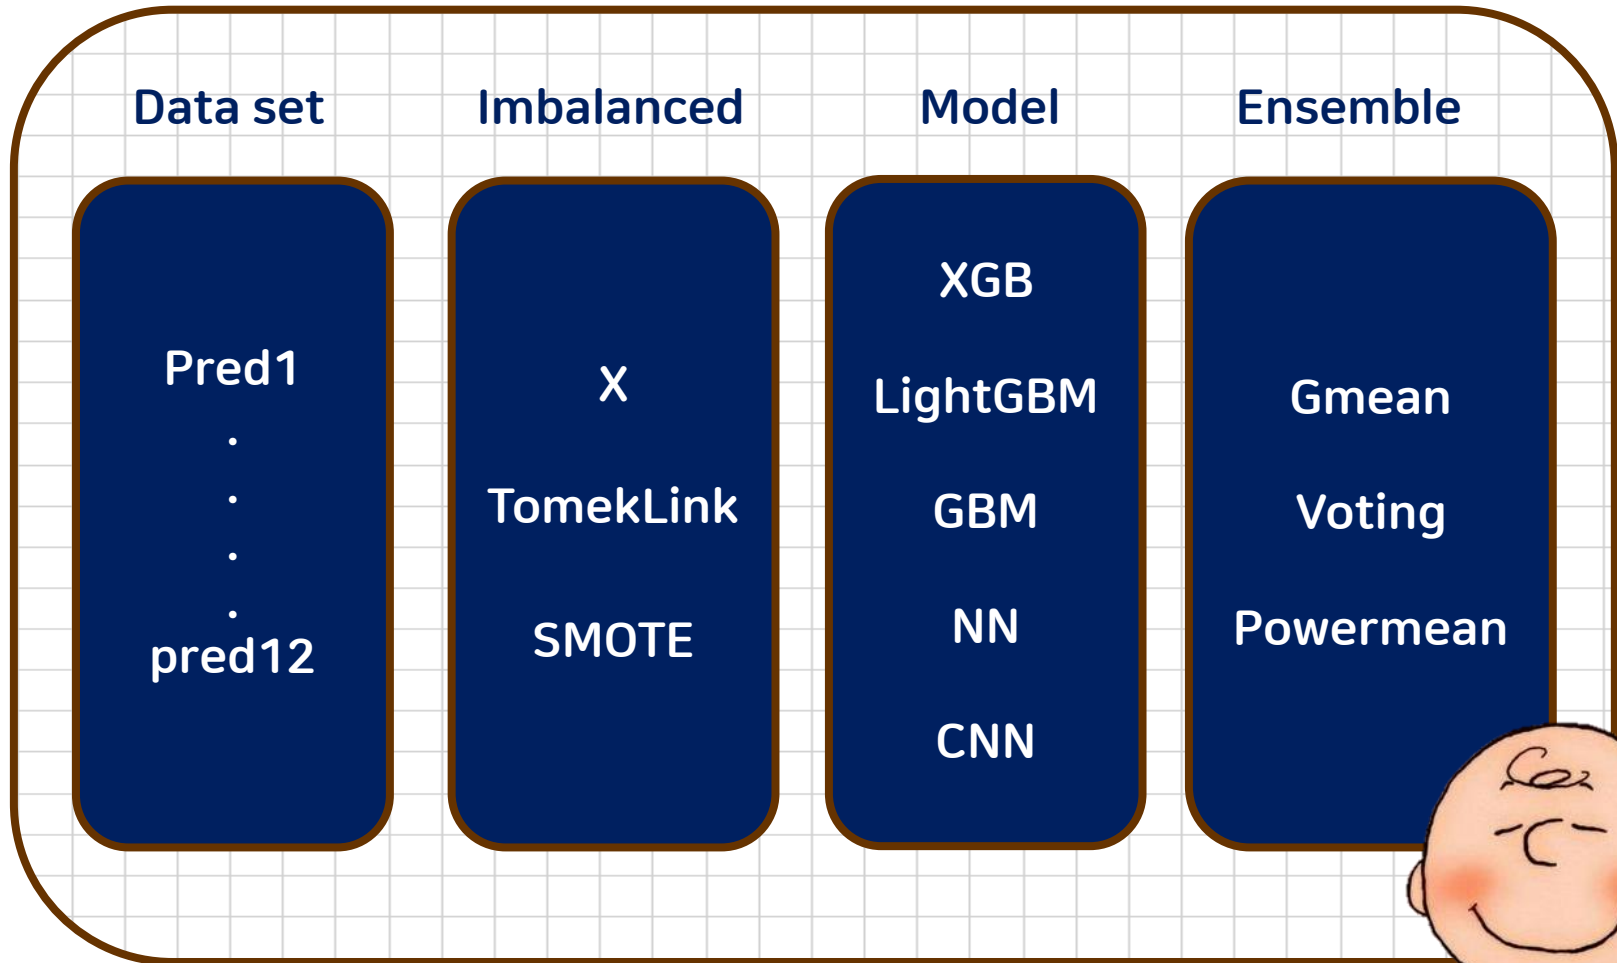 Data set
Pred1
.
.
.
.
pred12
Imbalanced
X
TomekLink
SMOTE
Model
XGB
LightGBM
GBM
NN
CNN
Ensemble
Gmean
Voting
Powermean